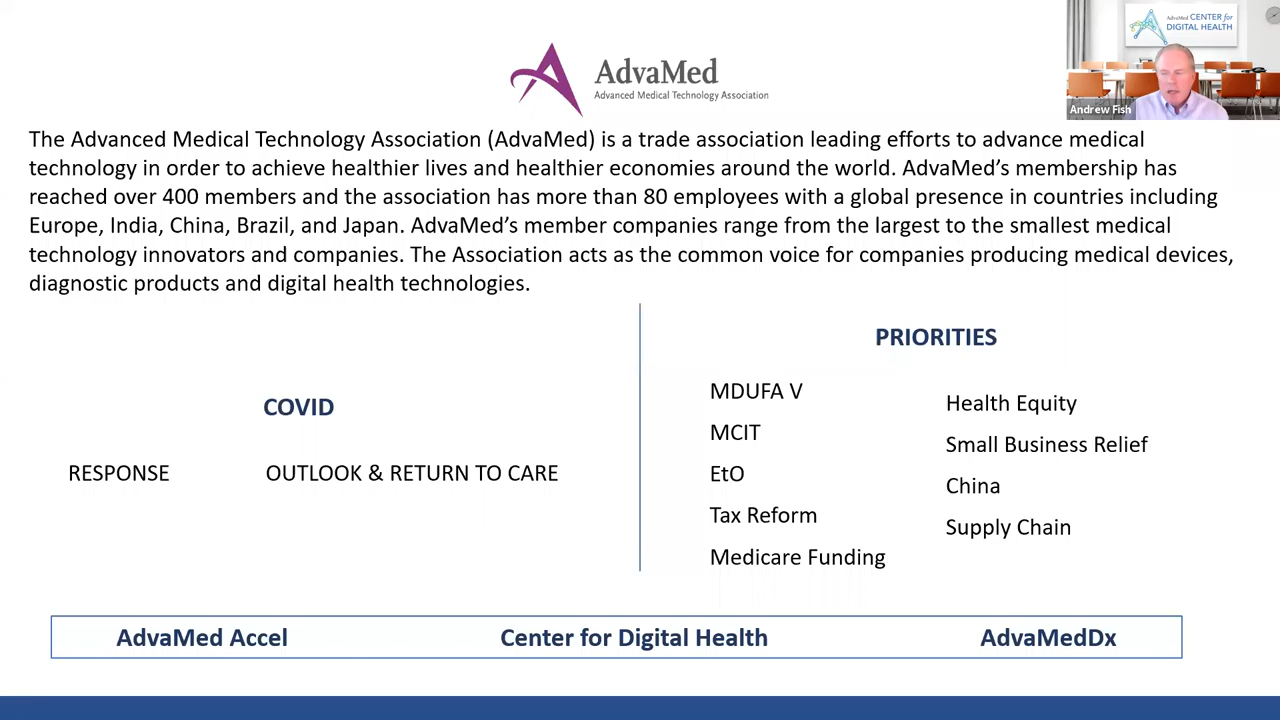 AdvaMed CENTER for
DIGITAL HEALTH
Andrew Fish
AdvaMed
Advanced Medical Technology Association
The Advanced Medical Technology Association (AdvaMed) is a trade association leading efforts to advance medical
technology in order to achieve healthier lives and healthier economies around the world. AdvaMed’s membership has
reached over 400 members and the association has more than 80 employees with a global presence in countries including
Europe, India, China, Brazil, and Japan. AdvaMed’s member companies range from the largest to the smallest medical
technology innovators and companies. The Association acts as the common voice for companies producing medical devices,
diagnostic products and digital health technologies.
COVID
RESPONSE
OUTLOOK & RETURN TO CARE
PRIORITIES
MDUFA V
MCIT
EtO
Tax Reform
Medicare Funding
Health Equity
Small Business Relief
China
Supply Chain
AdvaMed Accel
Center for Digital Health
AdvaMedDx